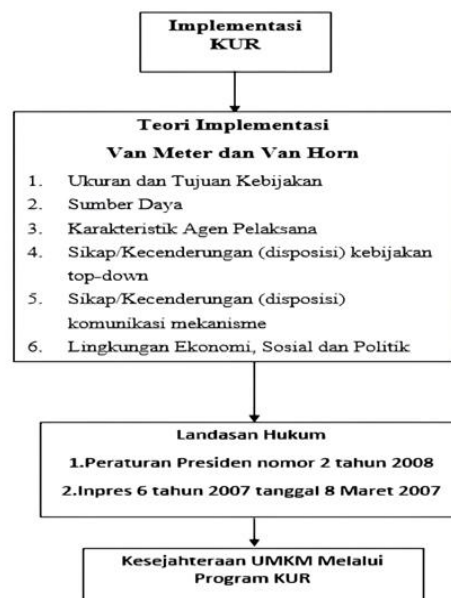 Implementasi
KUR
Teori Implementasi
Van Meter dan Van Horn
1. Ukuran dan Tujuan Kebijakan
2. Sumber Daya
3. Karakteristik Agen Pelaksana
4. Sikap/Kecenderungan (disposisi) kebijakan
top-down
5. Sikap/Kecenderungan (disposisi)
komunikasi mekanisme
6. Lingkungan Ekonomi, Sosial dan Politik
Landasan Hukum
1.Peraturan Presiden nomor 2 tahun 2008
2.Inpres 6 tahun 2007 tanggal 8 Maret 2007
Kesejahteraan UMKM Melalui
Program KUR